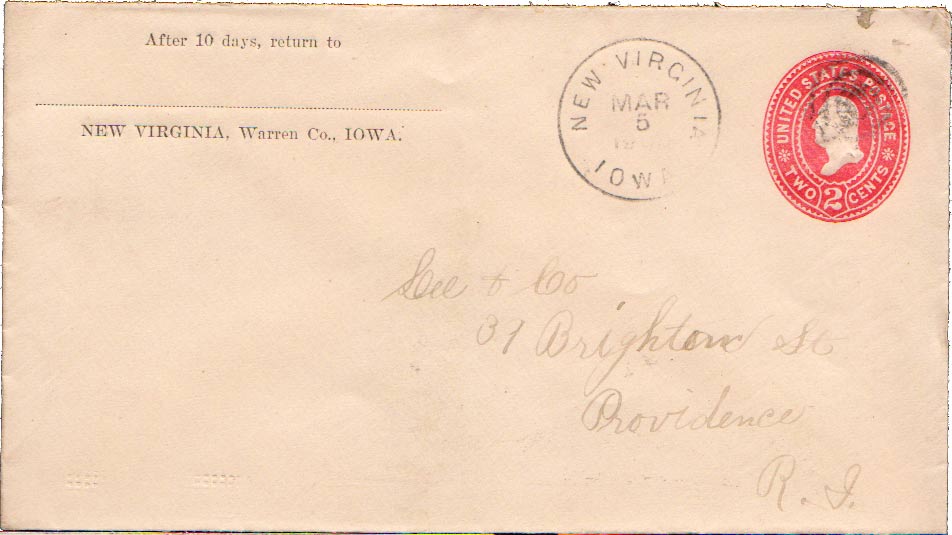 After 10 days, return to
NEW VIRGINIA, Warren Co., IOWA.
NEW VIRGINIA
MAR
5
IOWA
UNITED STATES POSTAGE
TWO 2 CENTS
Lee & Co
31 Brighton St
Providence
R. I.